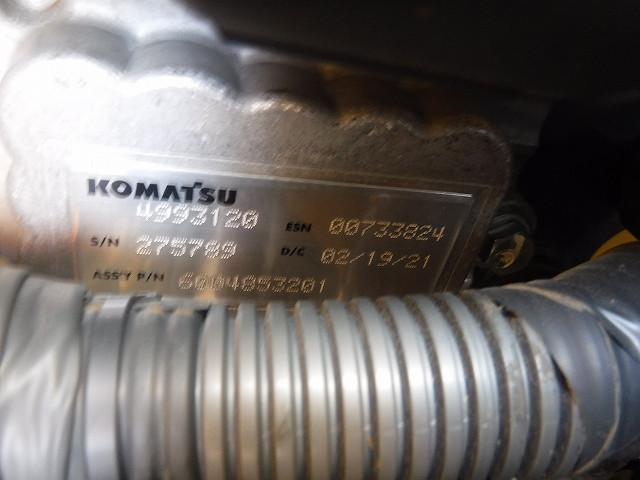 KOMATSU
4993120 ESN 00733824
S/N 275789 D/C 02/19/21
ASS'Y P/N 6004853201